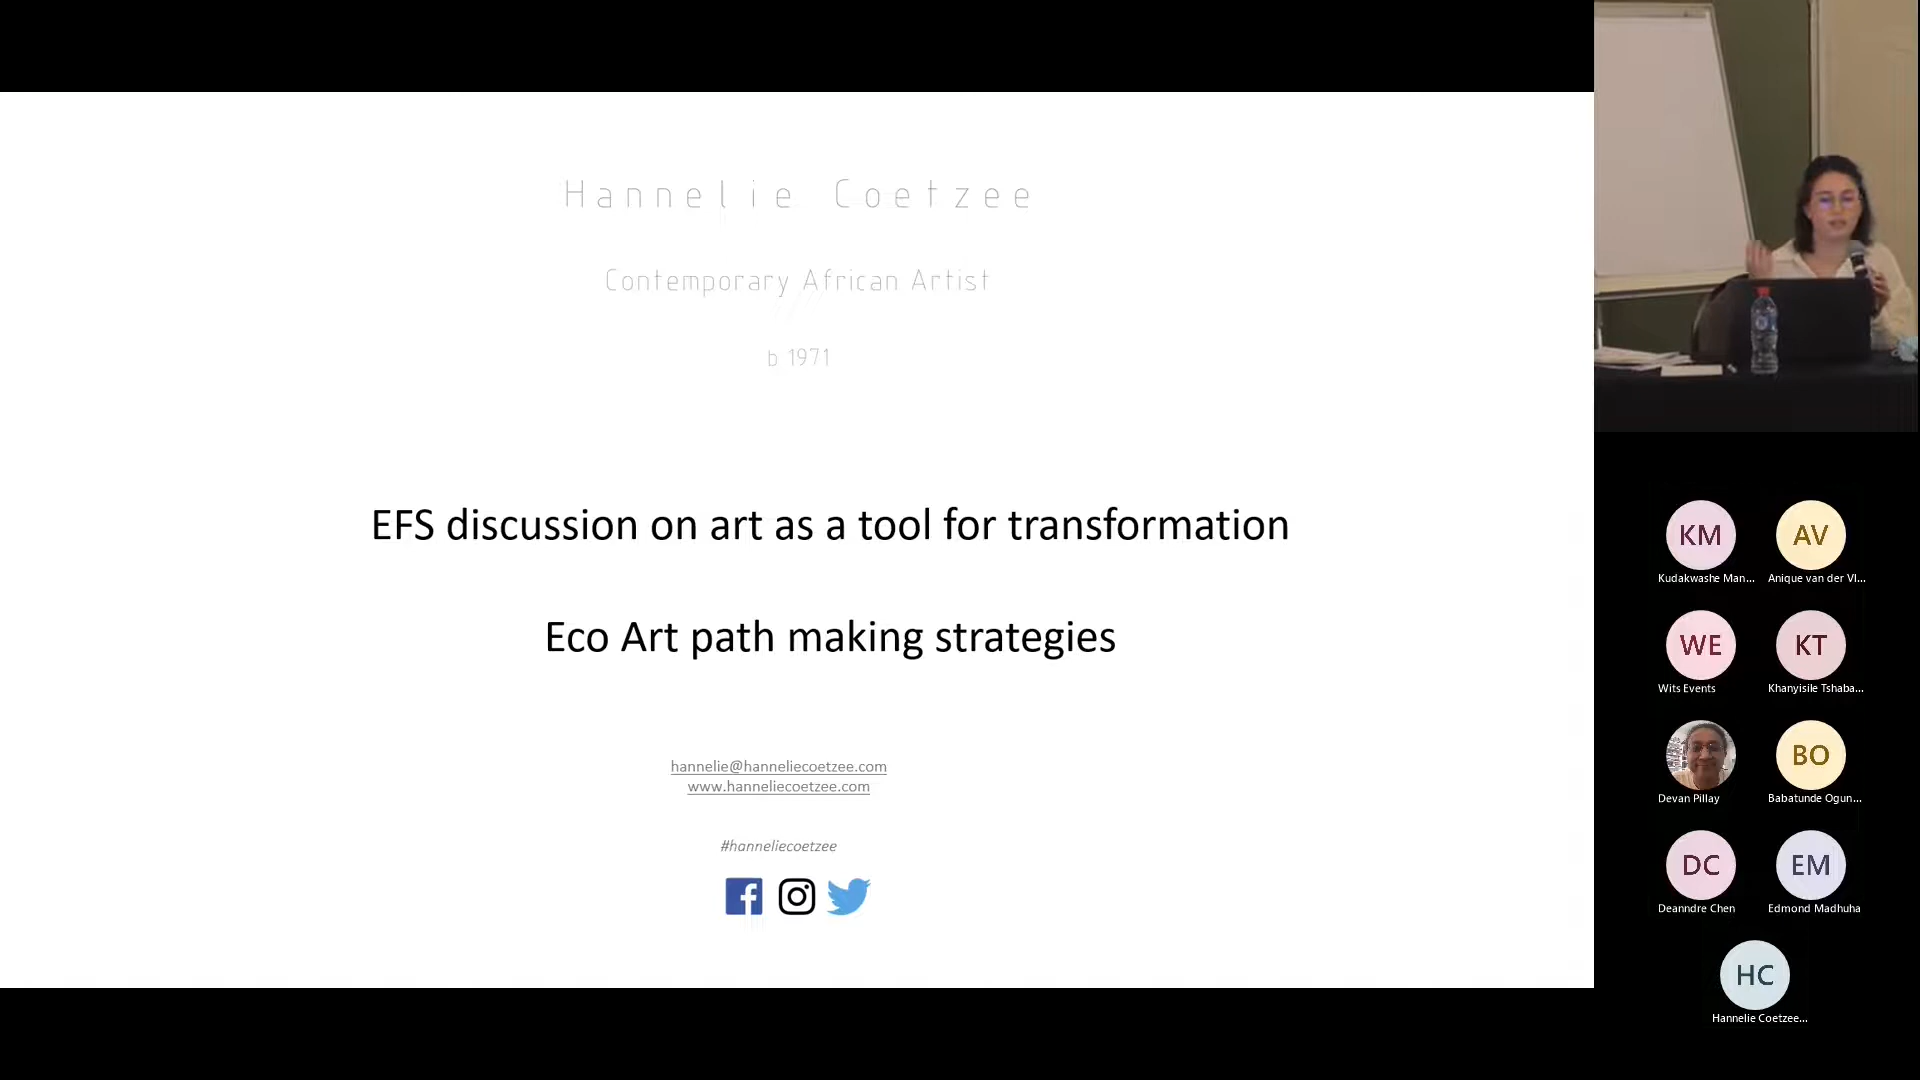 Hannelie Coetzee
Contemporary African Artist
b 1971
EFS discussion on art as a tool for transformation
Eco Art path making strategies
hannelie@hanneliecoetzee.com
www.hanneliecoetzee.com
#hanneliecoetzee
KM
AV
Kudakwashe Man...
Anique van der Vl...
WE
KT
Wits Events
Khanyisile Tshaba...
BO
Devan Pillay
Babatunde Ogun...
DC
EM
Deanndre Chen
Edmond Madhuha
HC
Hannelie Coetzee...